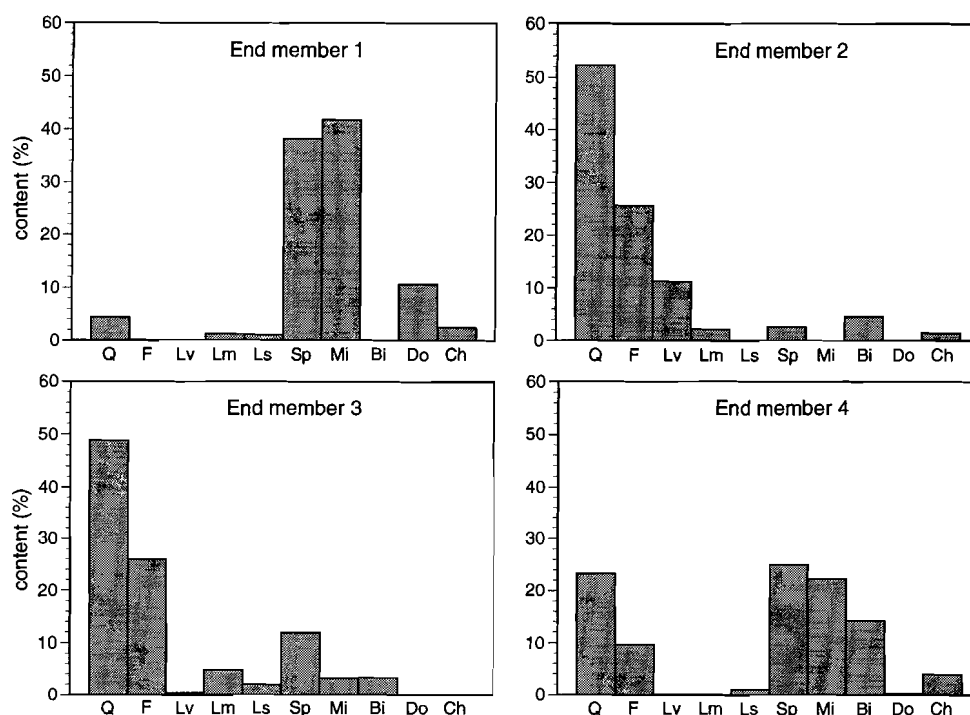 End member 1
60
50
40
30
20
10
0
content (%)
Q F Lv Lm Ls Sp Mi Bi Do Ch
End member 2
60
50
40
30
20
10
0
Q F Lv Lm Ls Sp Mi Bi Do Ch
End member 3
60
50
40
30
20
10
0
content (%)
Q F Lv Lm Ls Sp Mi Bi Do Ch
End member 4
60
50
40
30
20
10
0
Q F Lv Lm Ls Sp Mi Bi Do Ch